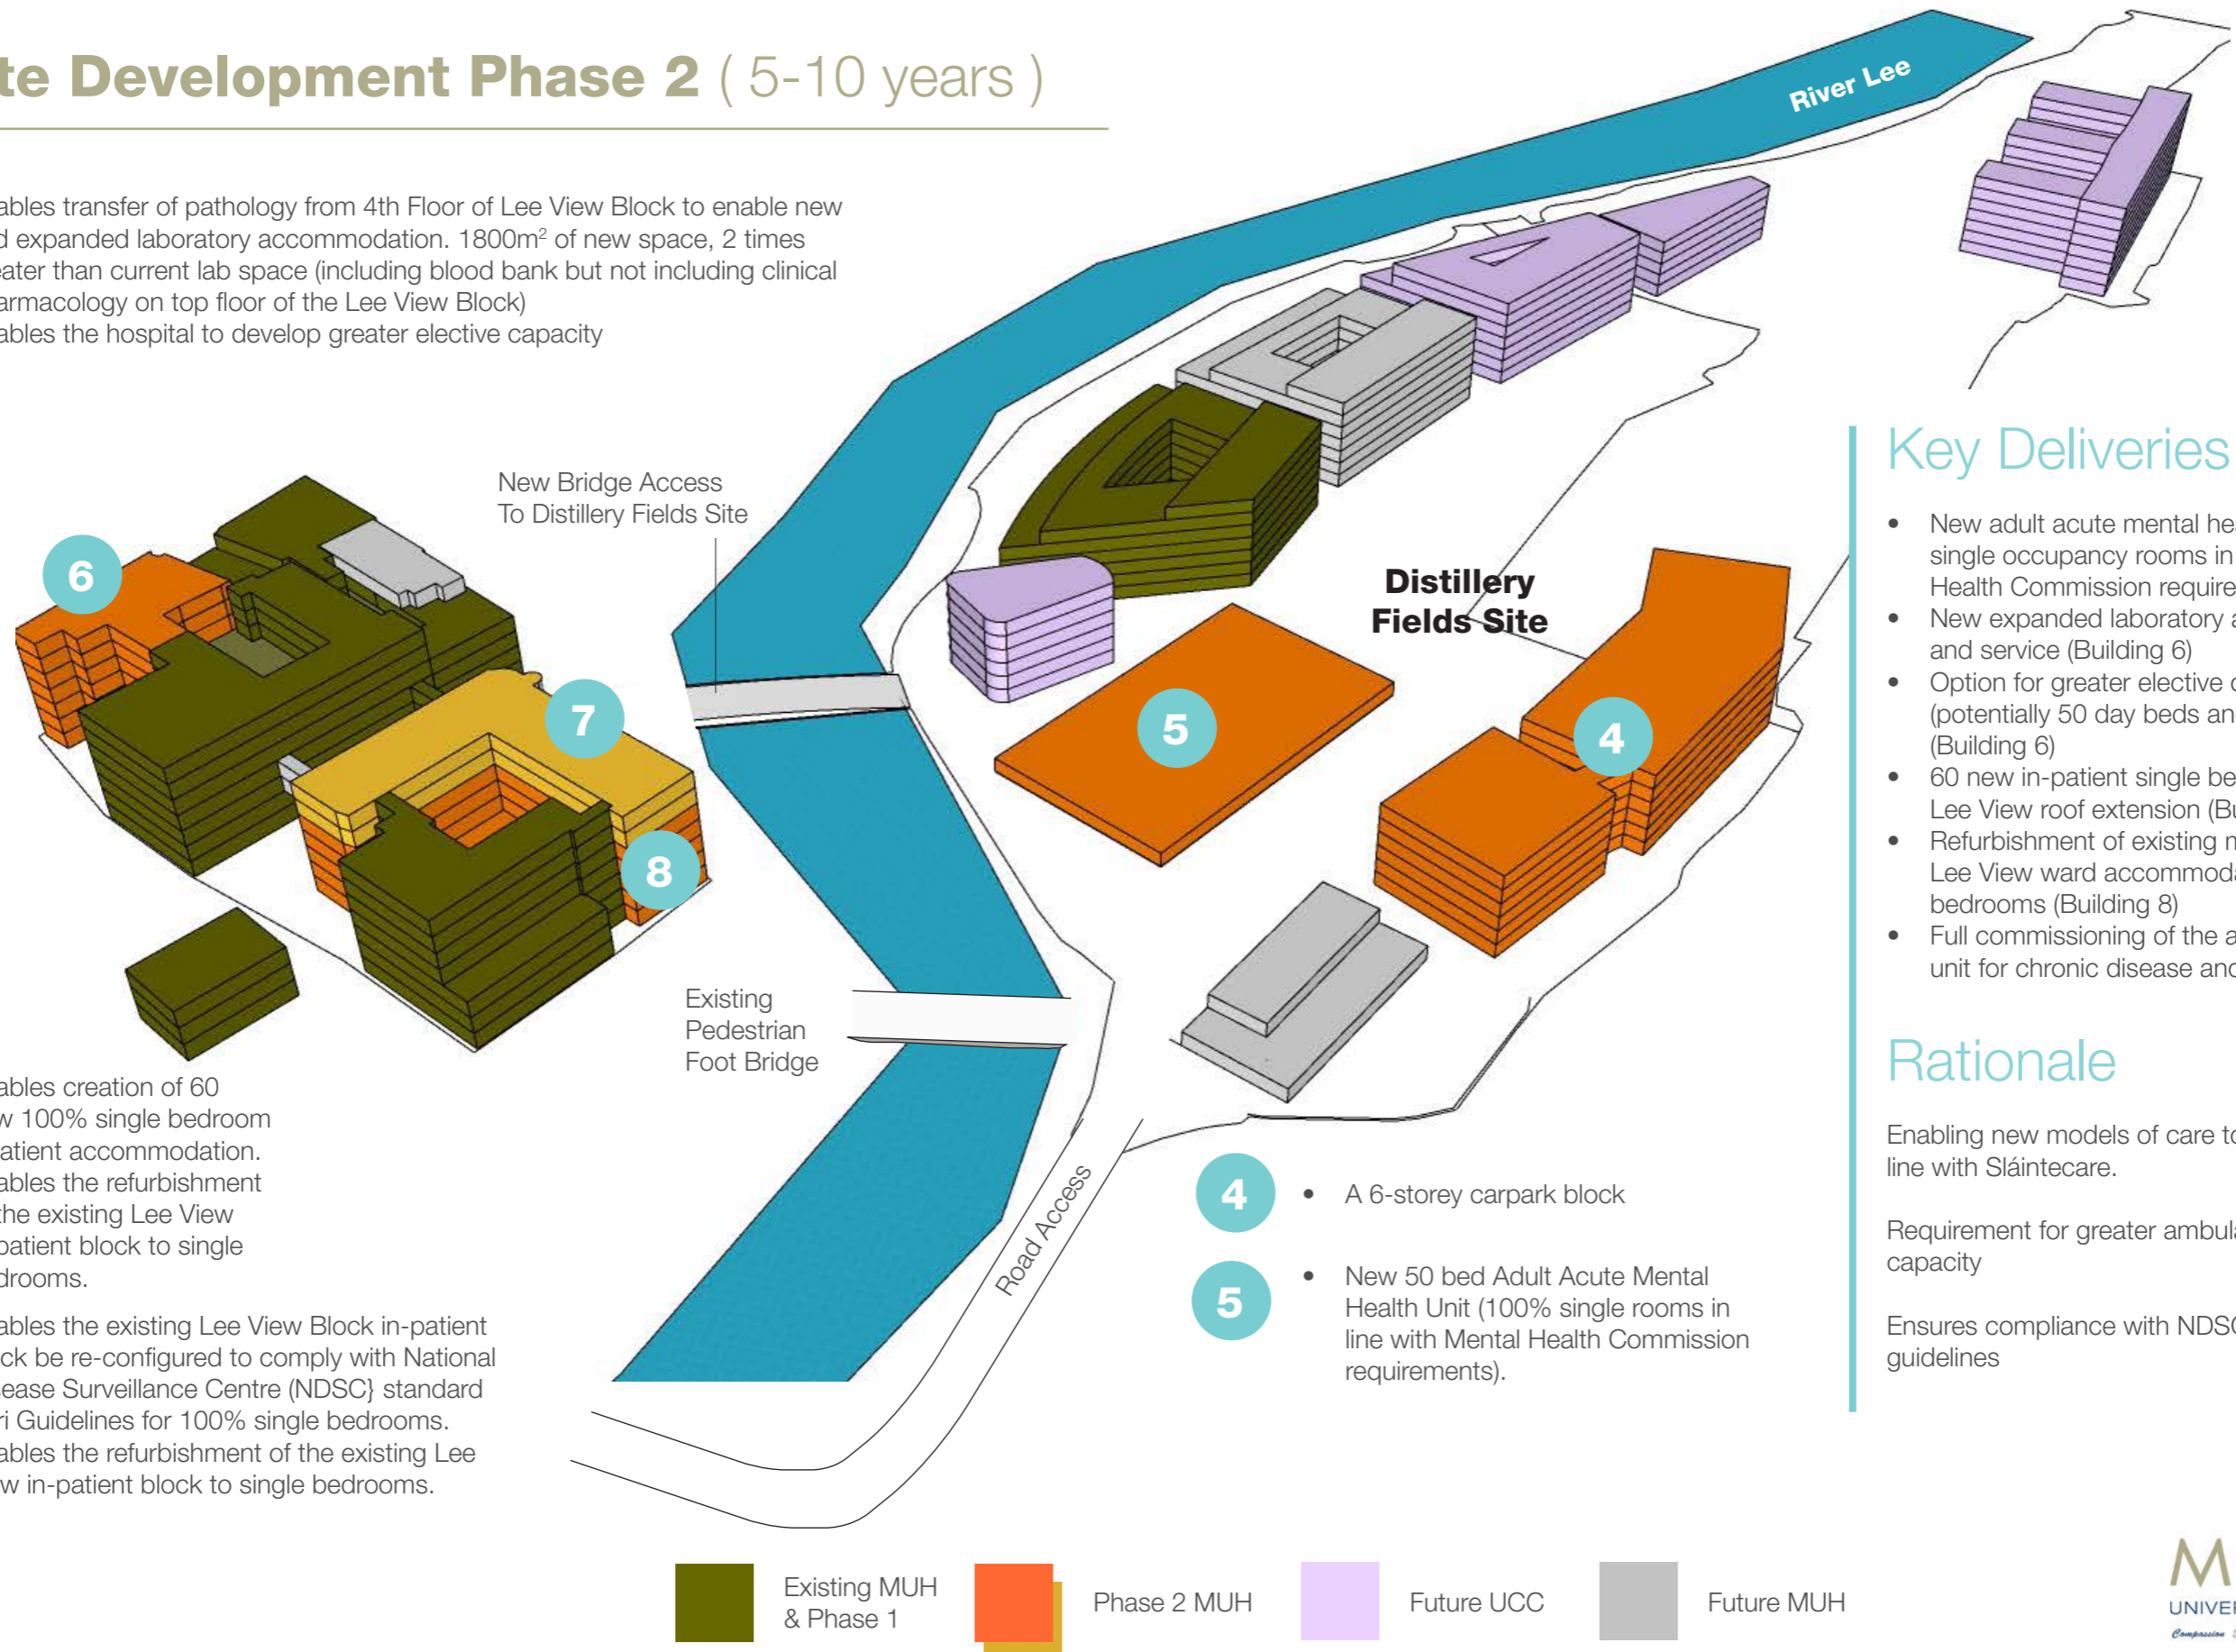 te Development Phase 2 ( 5-10 years )
River Lee
ables transfer of pathology from 4th Floor of Lee View Block to enable new
d expanded laboratory accommodation. 1800m² of new space, 2 times
eater than current lab space (including blood bank but not including clinical
armacology on top floor of the Lee View Block)
ables the hospital to develop greater elective capacity
New Bridge Access
To Distillery Fields Site
6
7
8
Distillery
Fields Site
5
4
Existing
Pedestrian
Foot Bridge
Road Access
ables creation of 60
w 100% single bedroom
patient accommodation.
ables the refurbishment
the existing Lee View
patient block to single
drooms.
ables the existing Lee View Block in-patient
ck be re-configured to comply with National
sease Surveillance Centre (NDSC} standard
ri Guidelines for 100% single bedrooms.
ables the refurbishment of the existing Lee
w in-patient block to single bedrooms.
4
• A 6-storey carpark block
5
• New 50 bed Adult Acute Mental
Health Unit (100% single rooms in
line with Mental Health Commission
requirements).
Key Deliveries
• New adult acute mental hea
single occupancy rooms in
Health Commission require
• New expanded laboratory a
and service (Building 6)
• Option for greater elective c
(potentially 50 day beds an
(Building 6)
• 60 new in-patient single be
Lee View roof extension (Bu
• Refurbishment of existing m
Lee View ward accommoda
bedrooms (Building 8)
• Full commissioning of the a
unit for chronic disease and
Rationale
Enabling new models of care to
line with Sláintecare.
Requirement for greater ambula
capacity
Ensures compliance with NDSC
guidelines
Existing MUH
& Phase 1
Phase 2 MUH
Future UCC
Future MUH
M
UNIVER
Compassion